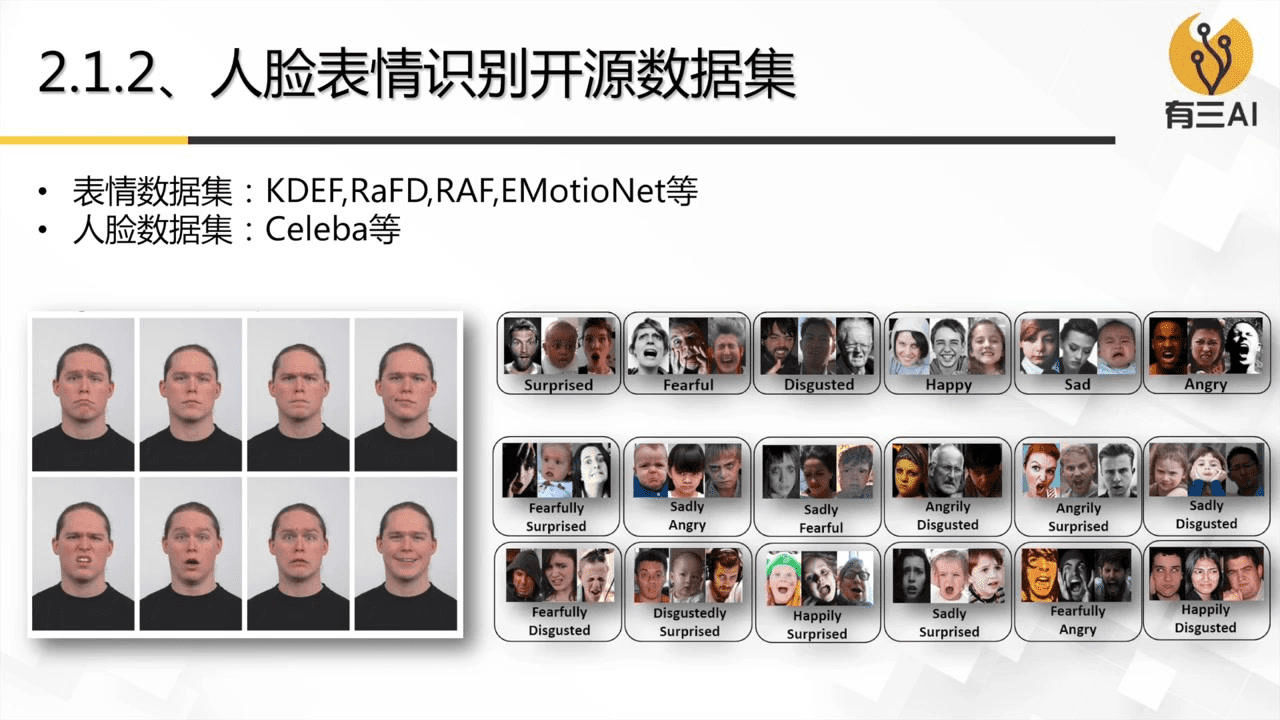 2.1.2、人脸表情识别开源数据集
有三AI
• 表情数据集：KDEF,RaFD,RAF,EMotioNet等
• 人脸数据集：Celeba等
Surprised
Fearful
Disgusted
Happy
Sad
Angry
Fearfully
Surprised
Sadly
Angry
Sadly
Fearful
Angrily
Disgusted
Angrily
Surprised
Sadly
Disgusted
Fearfully
Disgusted
Disgustedly
Surprised
Happily
Surprised
Sadly
Surprised
Fearfully
Angry
Happily
Disgusted